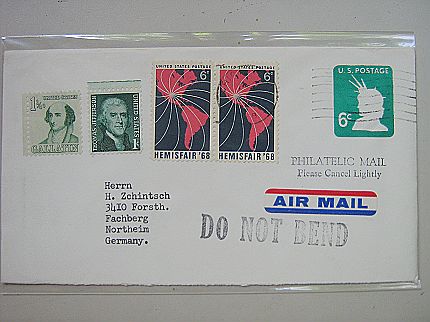 UNITED STATES
1¼¢
GALLATIN
THOMAS JEFFERSON
UNITED STATES
1¢
UNITED STATES POSTAGE
6¢
HEMISFAIR '68
UNITED STATES POSTAGE
6¢
HEMISFAIR '68
U.S. POSTAGE
6¢
PHILATELIC MAIL
Please Cancel Lightly
AIR MAIL
DO NOT BEND
Herrn
H. Zchintsch
3410 Forsth.
Fachberg
Northeim
Germany.